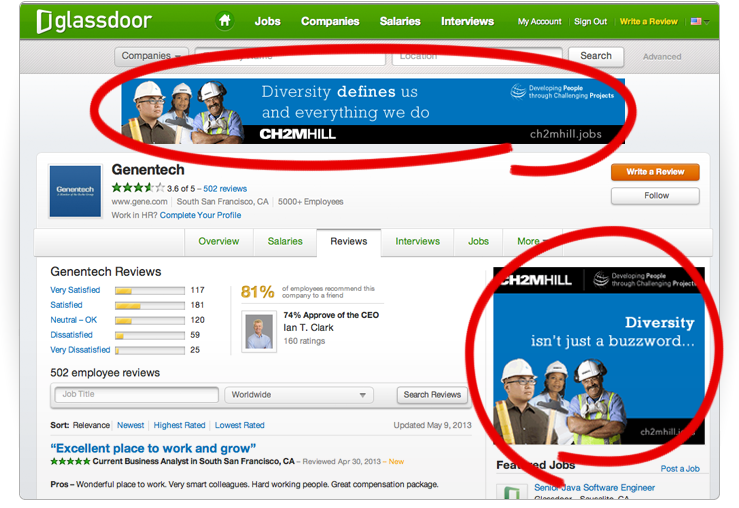 glassdoor
Jobs Companies Salaries Interviews My Account Sign Out Write a Review
Companies Location Search Advanced
Diversity defines us
and everything we do
Developing People
through Challenging Projects
CH2MHILL ch2mhill.jobs
Genentech
3.6 of 5 – 502 reviews
www.gene.com South San Francisco, CA 5000+ Employees
Work in HR? Complete Your Profile
Write a Review
Follow
Genentech
Overview Salaries Reviews Interviews Jobs More
Genentech Reviews
Very Satisfied 117
Satisfied 181
Neutral – OK 120
Dissatisfied 59
Very Dissatisfied 25
81% of employees recommend this
company to a friend
74% Approve of the CEO
Ian T. Clark
160 ratings
CH2MHILL
Developing People
through Challenging Projects
Diversity
isn't just a buzzword...
ch2mhill.jobs
502 employee reviews
Job Title Worldwide Search Reviews
Sort: Relevance Newest Highest Rated Lowest Rated Updated May 9, 2013
“Excellent place to work and grow”
Current Business Analyst in South San Francisco, CA – Reviewed Apr 30, 2013 – New
Pros – Wonderful place to work. Very smart colleagues. Hard working people. Great compensation package.
Featured Jobs Post a Job
Senior Java Software Engineer
Glassdoor – Sausalito, CA